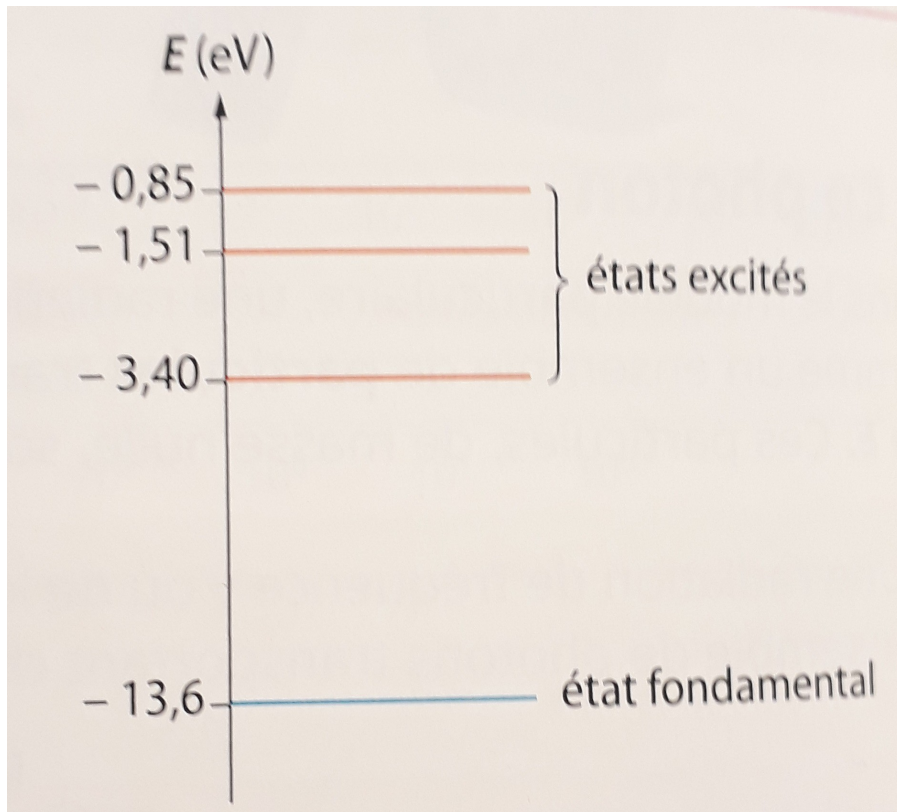 E (eV)
– 0,85
– 1,51
états excités
– 3,40
– 13,6
état fondamental